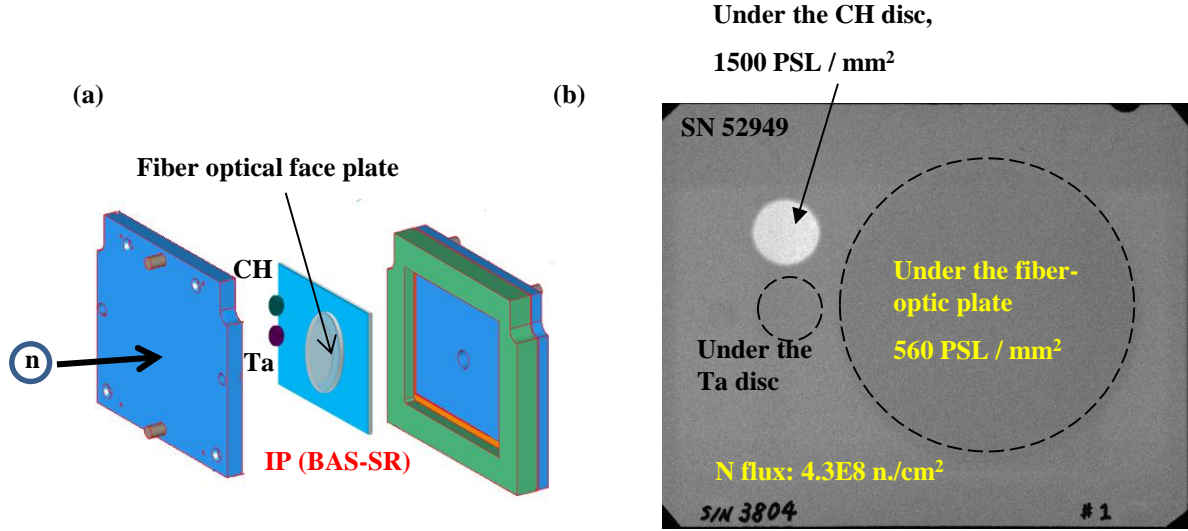 (a)
Fiber optical face plate
CH
Ta
n
IP (BAS-SR)
(b)
Under the CH disc,
1500 PSL / mm²
SN 52949
Under the fiber-
optic plate
560 PSL / mm²
Under the
Ta disc
N flux: 4.3E8 n./cm²
S/N 3804
#1